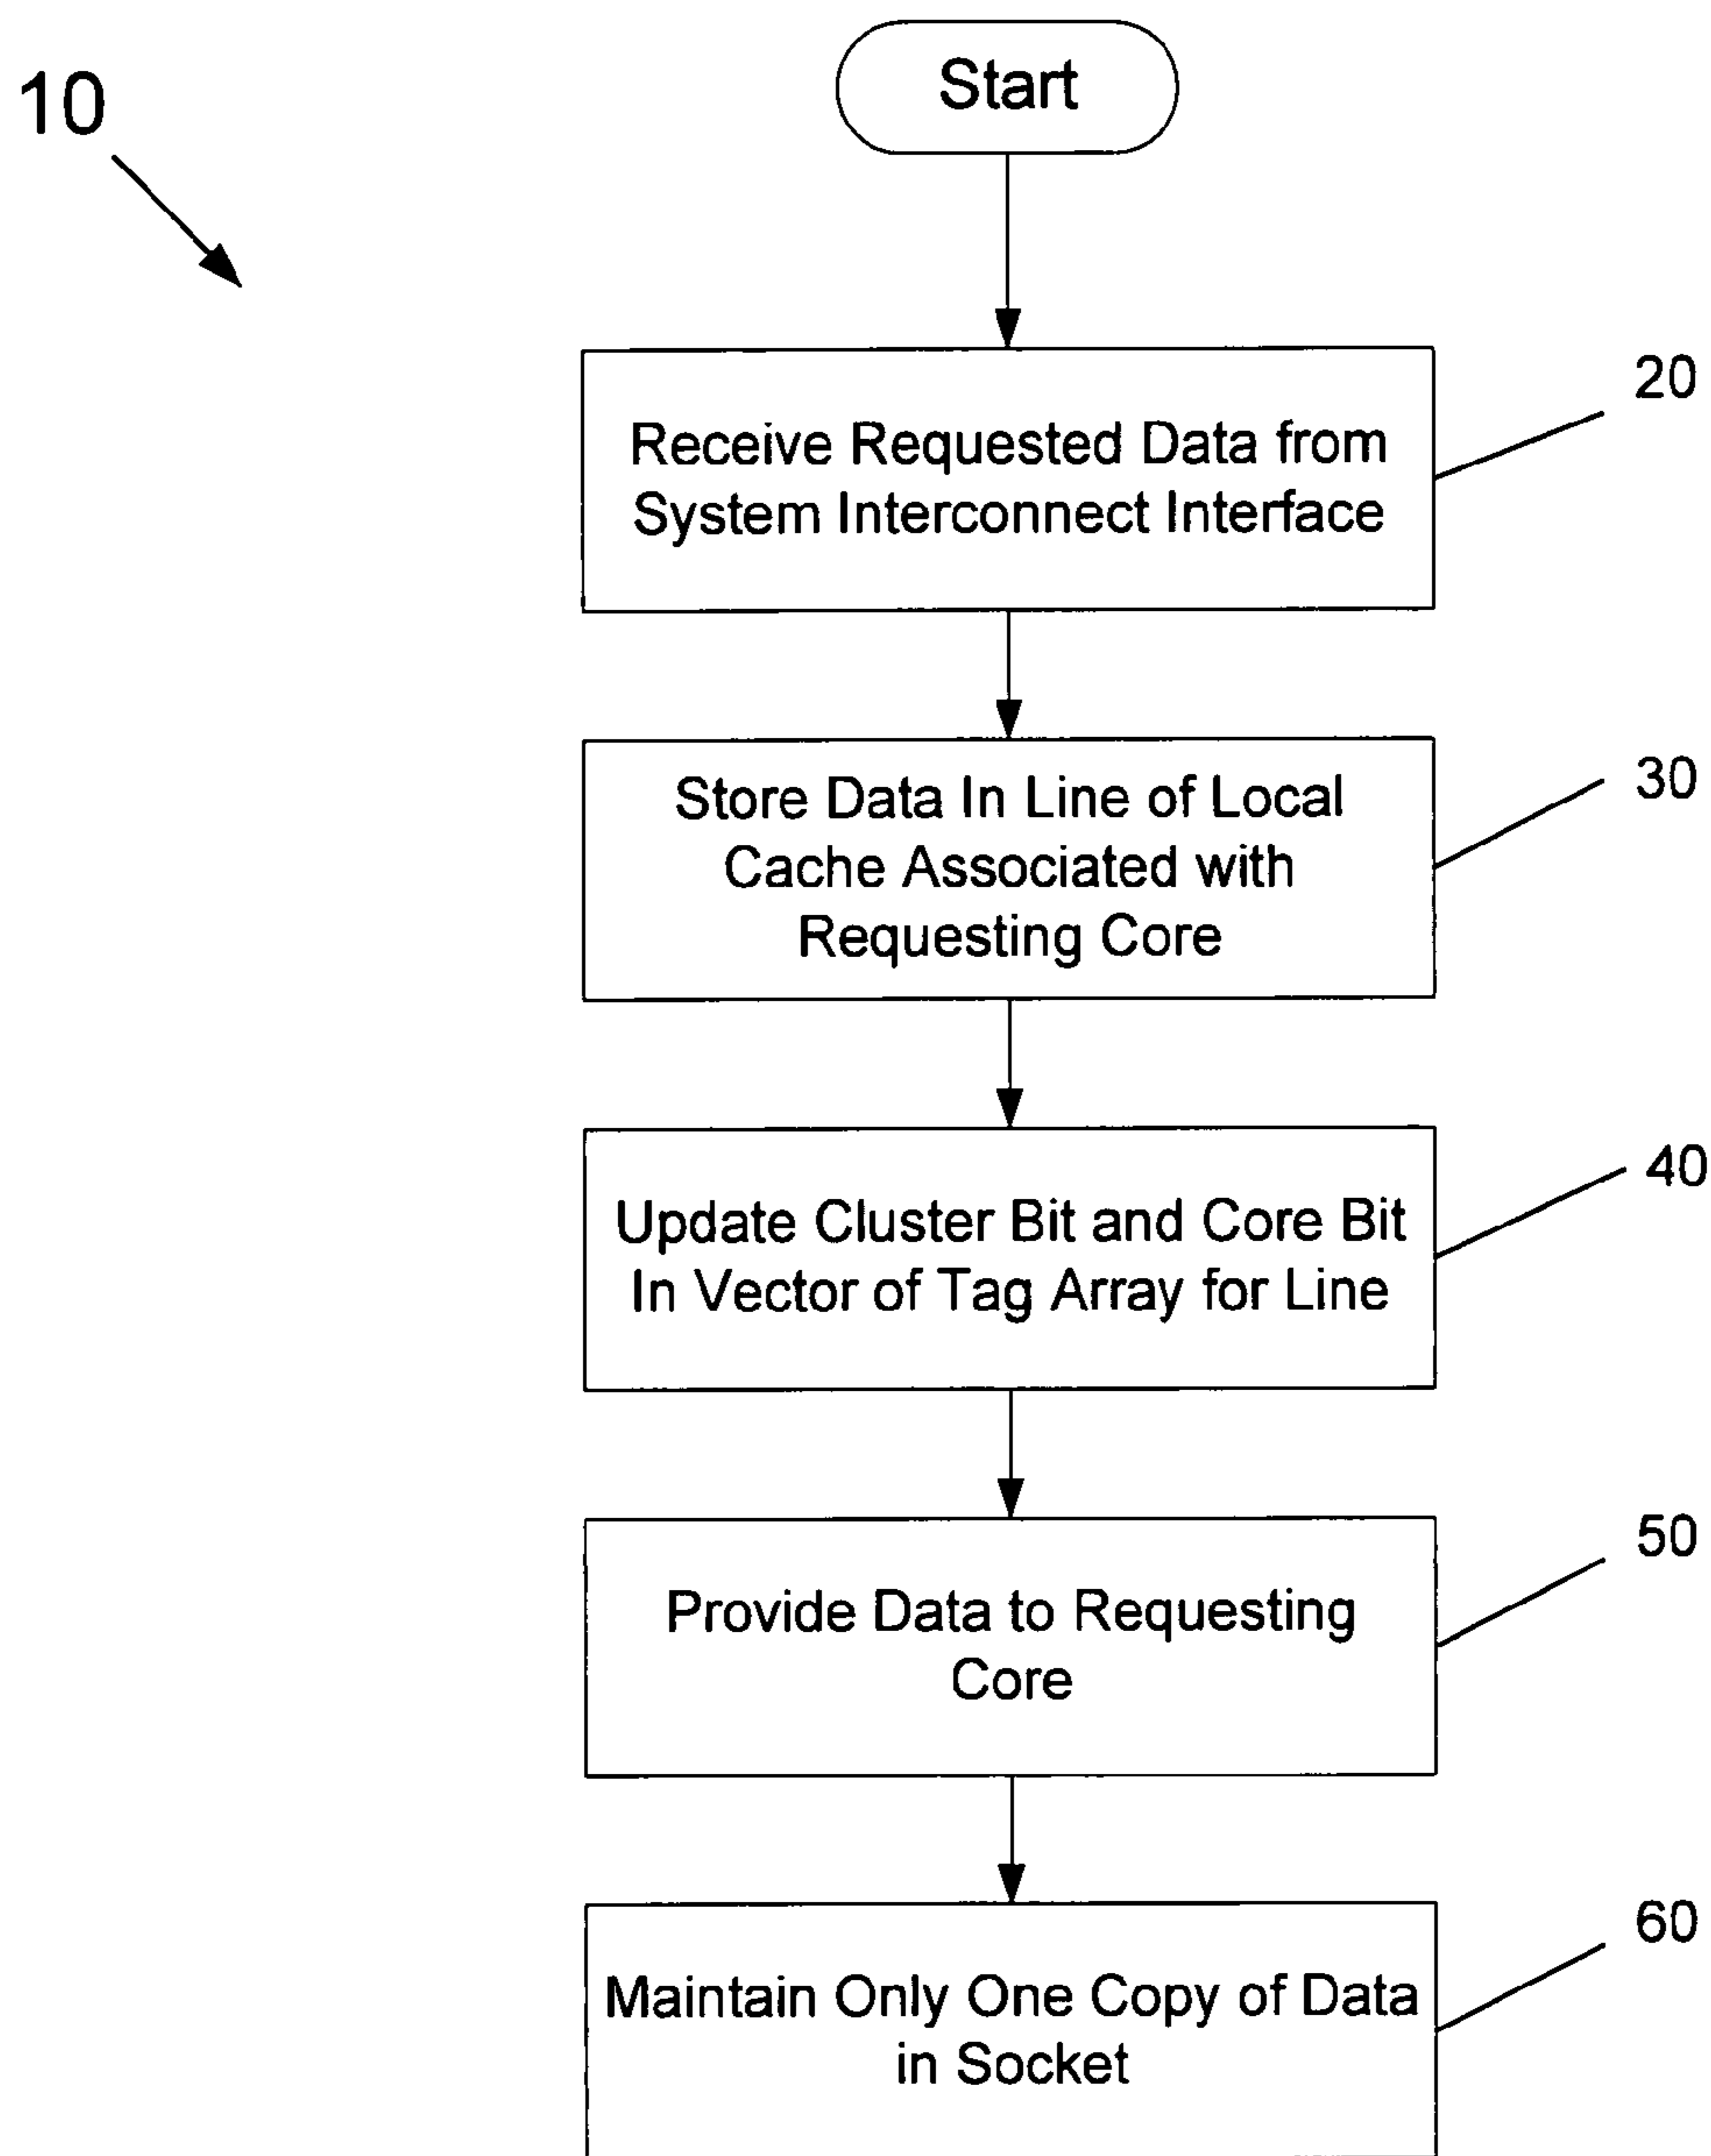 10
Start
20
Receive Requested Data from
System Interconnect Interface
30
Store Data In Line of Local
Cache Associated with
Requesting Core
40
Update Cluster Bit and Core Bit
In Vector of Tag Array for Line
50
Provide Data to Requesting
Core
60
Maintain Only One Copy of Data
in Socket